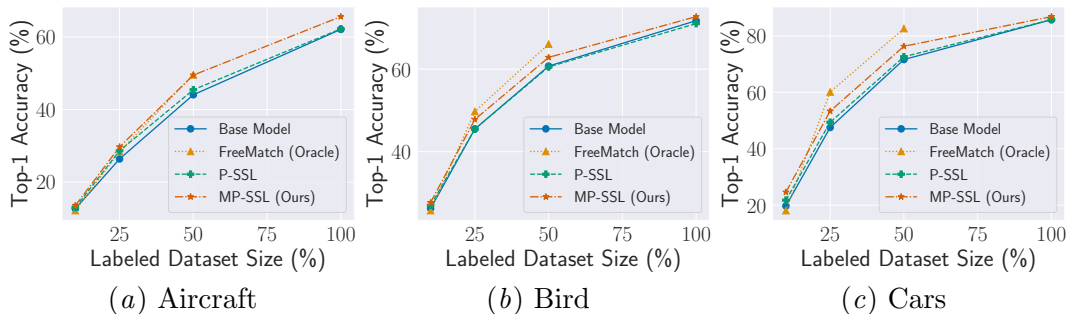 Top-1 Accuracy (%)
60
40
20
25
50
75
100
Labeled Dataset Size (%)
Base Model
FreeMatch (Oracle)
P-SSL
MP-SSL (Ours)
(a) Aircraft
Top-1 Accuracy (%)
60
40
25
50
75
100
Labeled Dataset Size (%)
Base Model
FreeMatch (Oracle)
P-SSL
MP-SSL (Ours)
(b) Bird
Top-1 Accuracy (%)
80
60
40
20
25
50
75
100
Labeled Dataset Size (%)
Base Model
FreeMatch (Oracle)
P-SSL
MP-SSL (Ours)
(c) Cars